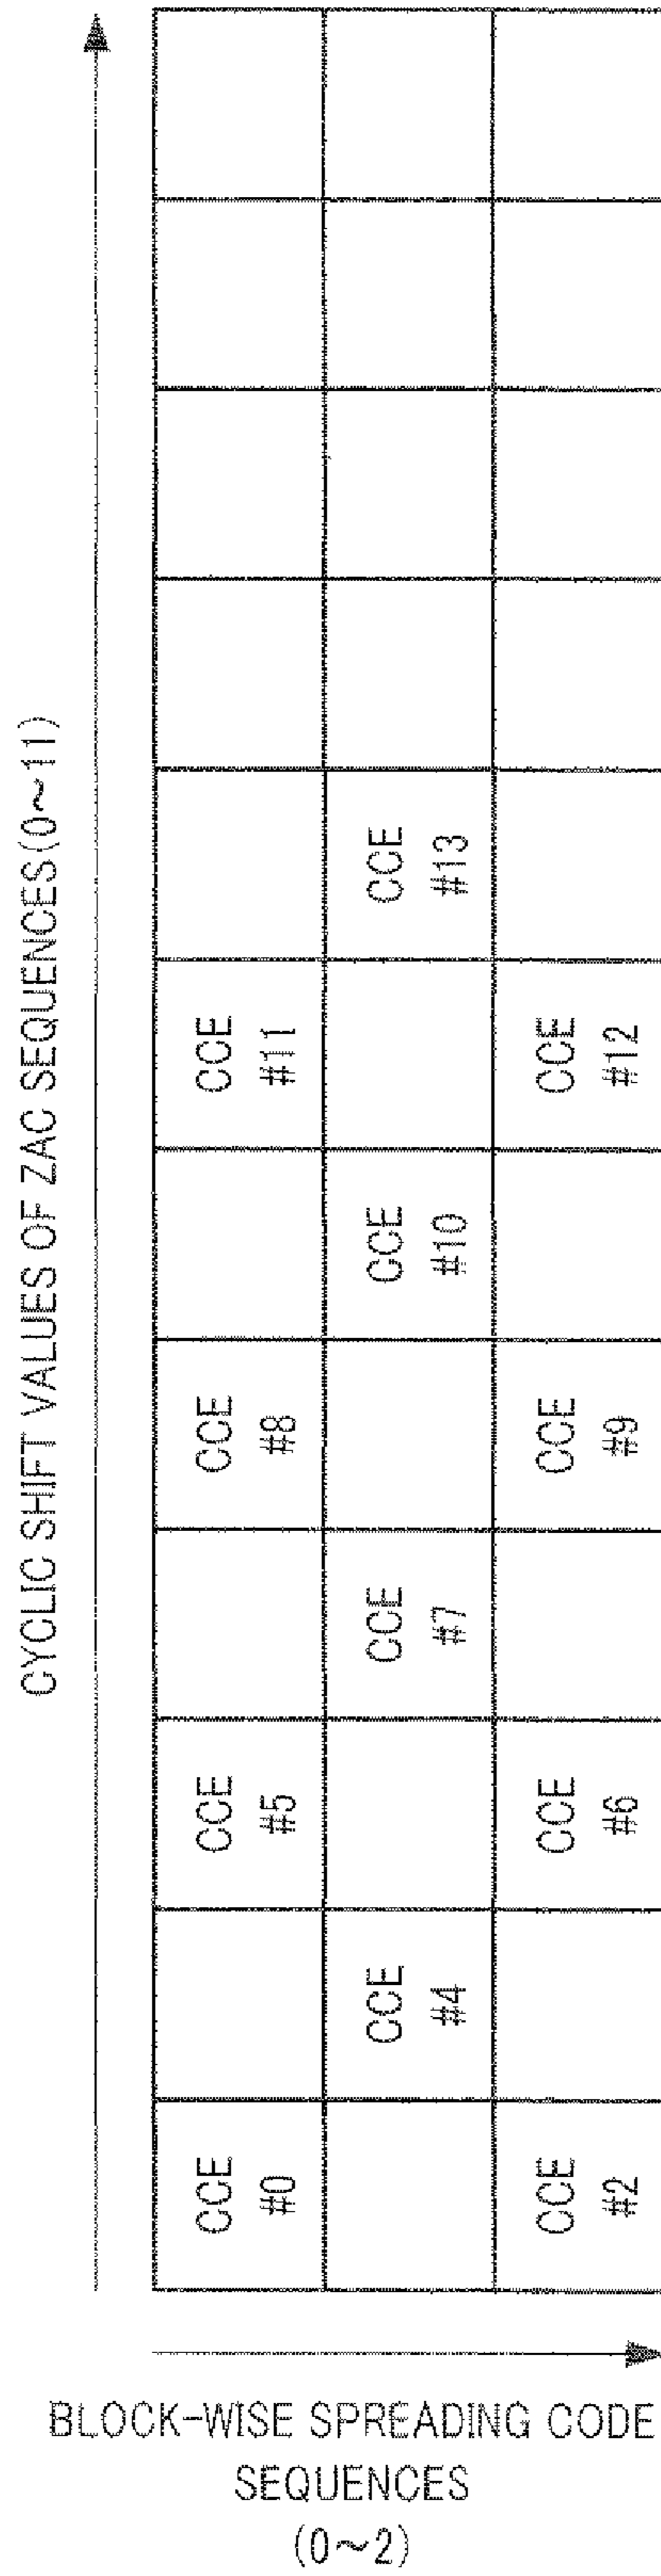 CYCLIC SHIFT VALUES OF ZAC SEQUENCES(0～11)
CCE
#0
CCE
#5
CCE
#8
CCE
#11
CCE
#4
CCE
#7
CCE
#10
CCE
#13
CCE
#2
CCE
#6
CCE
#9
CCE
#12
BLOCK-WISE SPREADING CODE
SEQUENCES
(0～2)